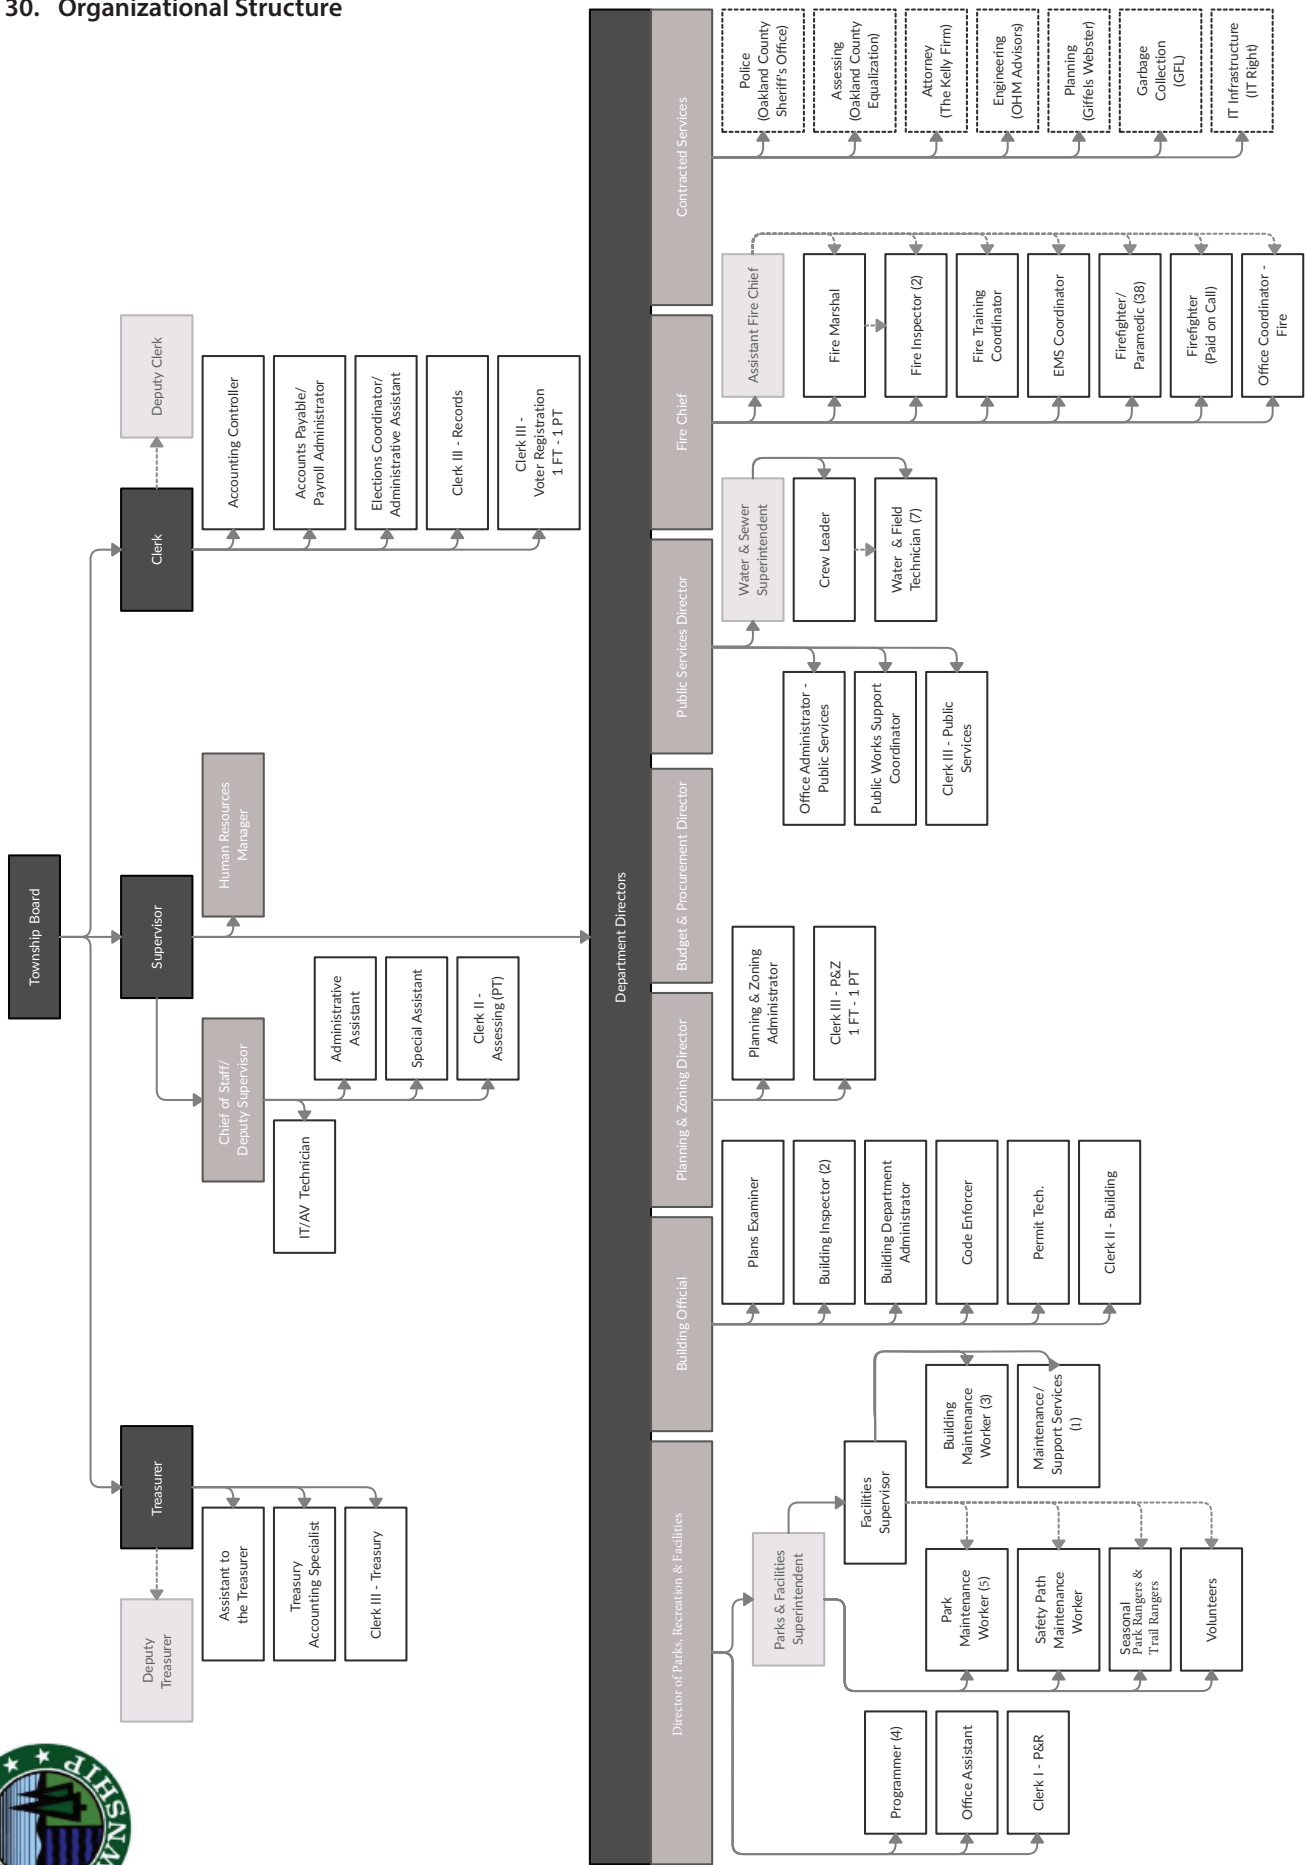 30. Organizational Structure
Township Board
Treasurer
Supervisor
Clerk
Deputy
Treasurer
Assistant to
the Treasurer
Treasury
Accounting Specialist
Clerk III - Treasury
Chief of Staff/
Deputy Supervisor
Human Resources
Manager
IT/AV Technician
Administrative
Assistant
Special Assistant
Clerk II -
Assessing (PT)
Deputy Clerk
Accounting Controller
Accounts Payable/
Payroll Administrator
Elections Coordinator/
Administrative Assistant
Clerk III - Records
Clerk III -
Voter Registration
1 FT - 1 PT
Department Directors
Director of Parks, Recreation & Facilities
Building Official
Planning & Zoning Director
Budget & Procurement Director
Public Services Director
Fire Chief
Contracted Services
Parks & Facilities
Superintendent
Facilities
Supervisor
Programmer (4)
Office Assistant
Clerk I - P&R
Park
Maintenance
Worker (5)
Safety Path
Maintenance
Worker
Seasonal
Park Rangers &
Trail Rangers
Volunteers
Building
Maintenance
Worker (3)
Maintenance/
Support Services
(1)
Plans Examiner
Building Inspector (2)
Building Department
Administrator
Code Enforcer
Permit Tech.
Clerk II - Building
Planning & Zoning
Administrator
Clerk III - P&Z
1 FT - 1 PT
Office Administrator -
Public Services
Public Works Support
Coordinator
Clerk III - Public
Services
Water & Sewer
Superintendent
Crew Leader
Water & Field
Technician (7)
Assistant Fire Chief
Fire Marshal
Fire Inspector (2)
Fire Training
Coordinator
EMS Coordinator
Firefighter/
Paramedic (38)
Firefighter
(Paid on Call)
Office Coordinator -
Fire
Police
(Oakland County
Sheriff's Office)
Assessing
(Oakland County
Equalization)
Attorney
(The Kelly Firm)
Engineering
(OHM Advisors)
Planning
(Giffels Webster)
Garbage
Collection
(GFL)
IT Infrastructure
(IT Right)